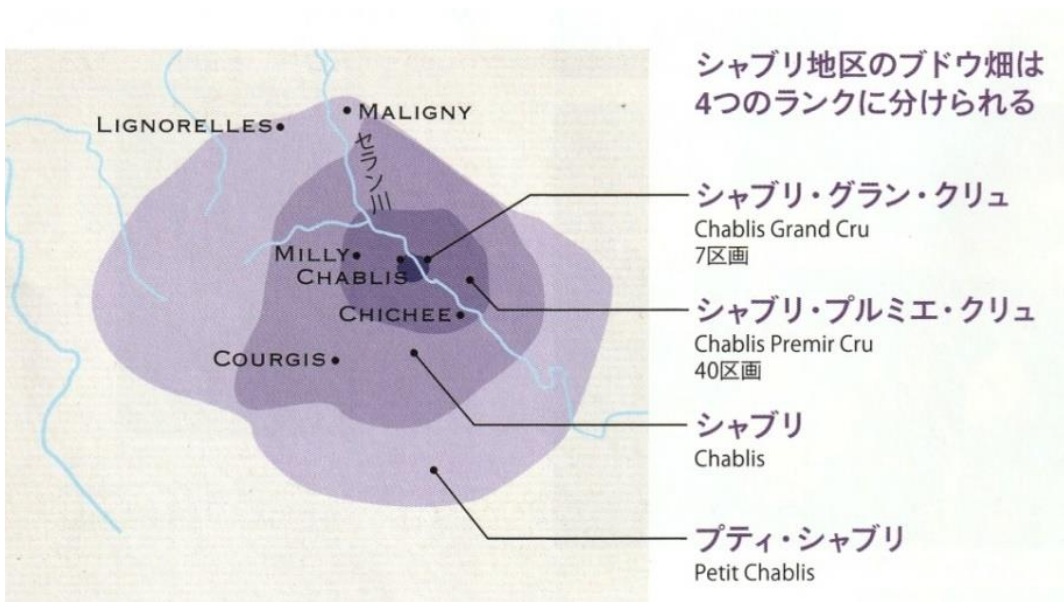 シャブリ地区のブドウ畑は
4つのランクに分けられる
LIGNORELLES
MALIGNY
セラン川
MILLY
CHABLIS
CHICHEE
COURGIS
シャブリ・グラン・クリュ
Chablis Grand Cru
7区画
シャブリ・プルミエ・クリュ
Chablis Premir Cru
40区画
シャブリ
Chablis
プティ・シャブリ
Petit Chablis